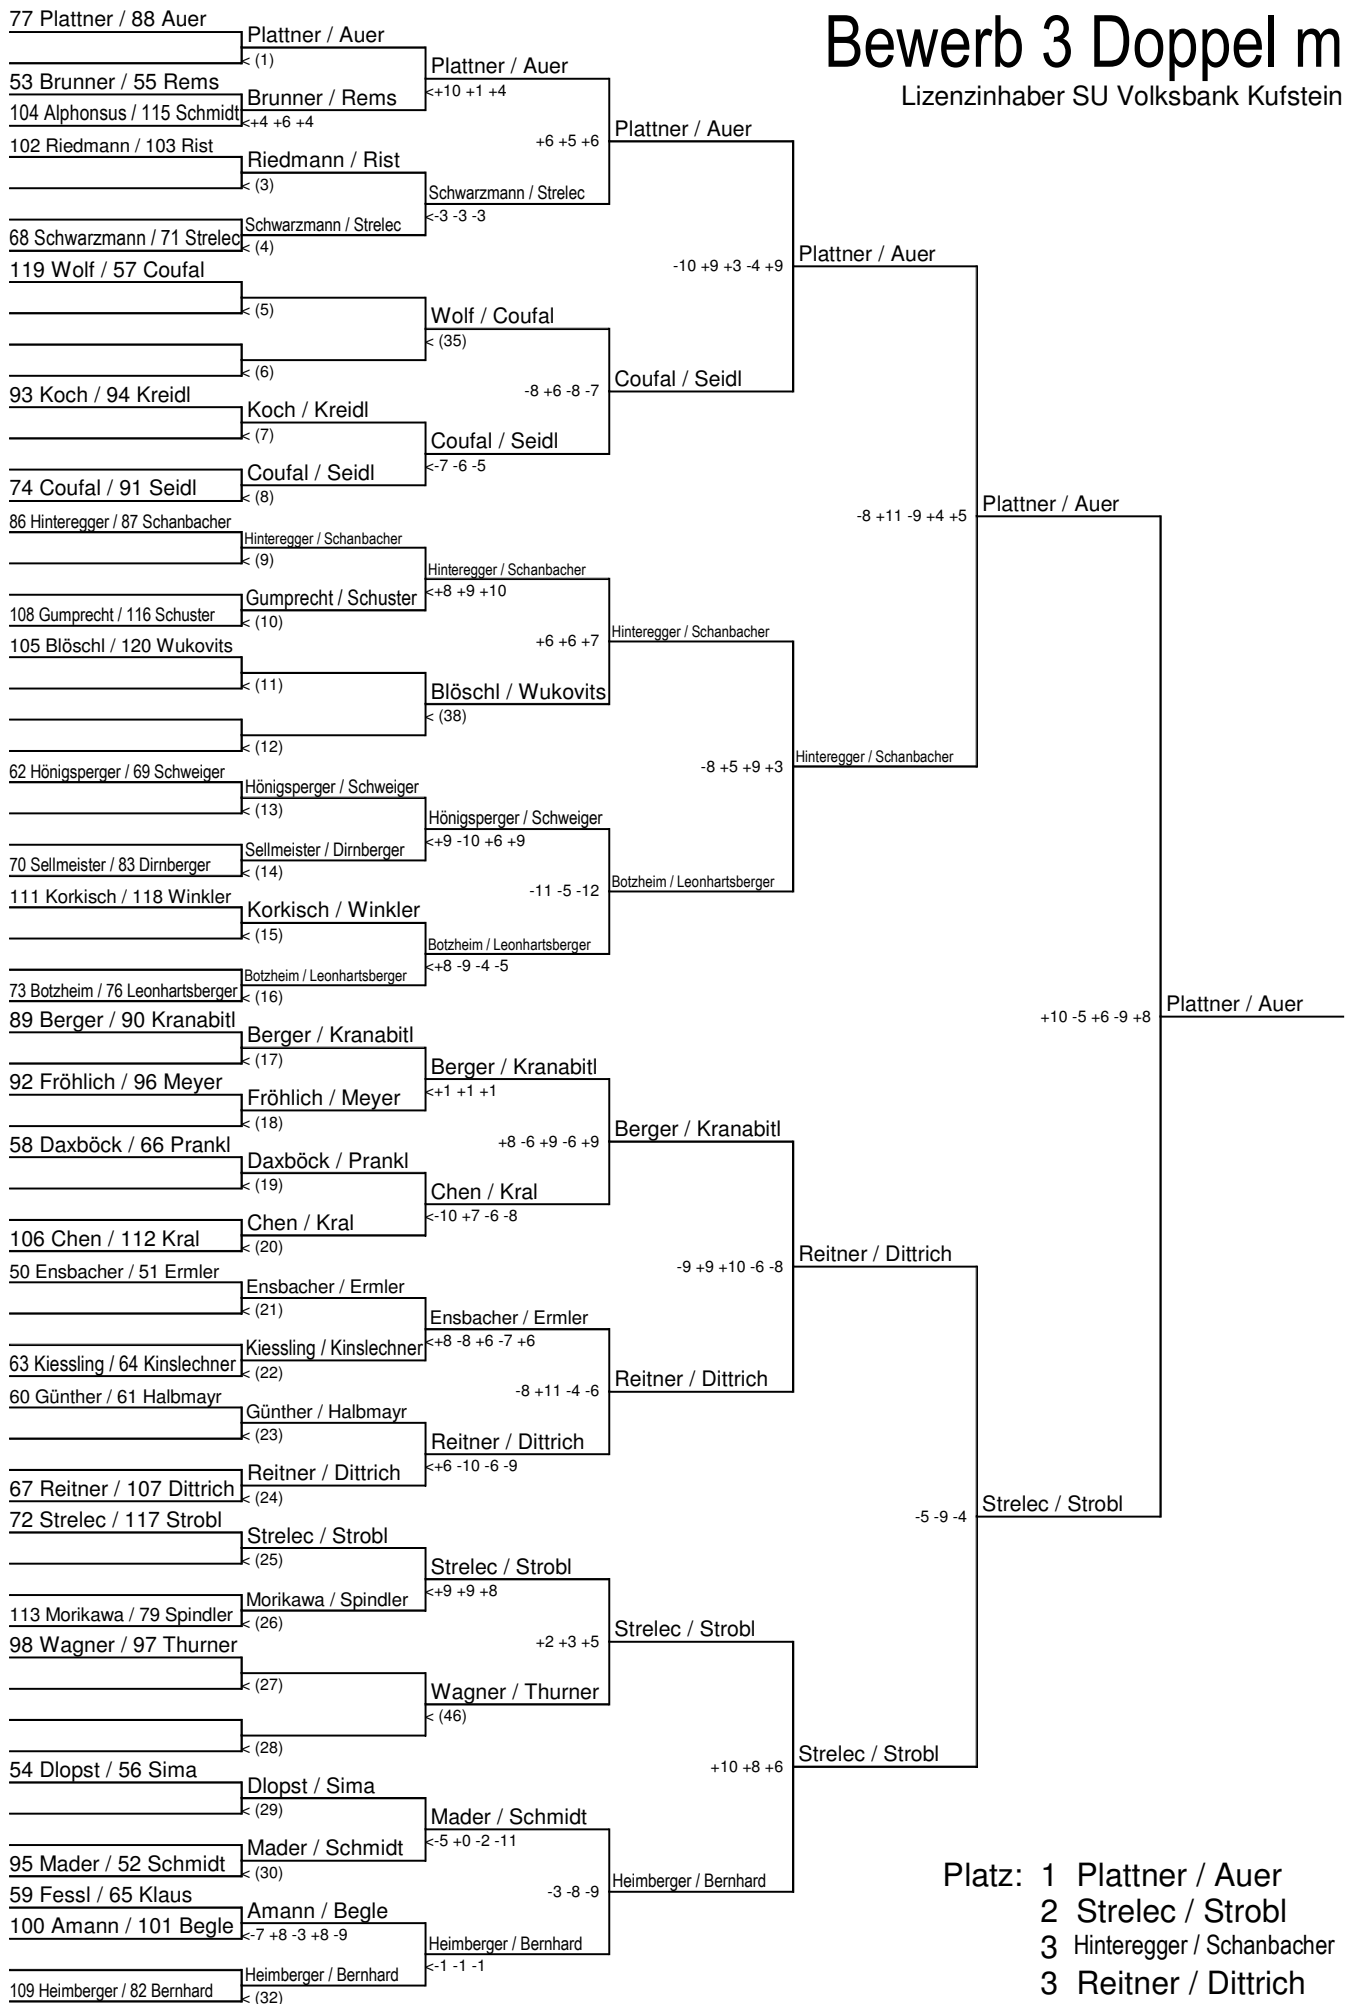 Bewerb 3 Doppel m
Lizenzinhaber SU Volksbank Kufstein
77 Plattner / 88 Auer
53 Brunner / 55 Rems
104 Alphonsus / 115 Schmidt
102 Riedmann / 103 Rist
68 Schwarzmann / 71 Strelec
119 Wolf / 57 Coufal
93 Koch / 94 Kreidl
74 Coufal / 91 Seidl
86 Hinteregger / 87 Schanbacher
108 Gumprecht / 116 Schuster
105 Blöschl / 120 Wukovits
62 Hönigsperger / 69 Schweiger
70 Sellmeister / 83 Dirnberger
111 Korkisch / 118 Winkler
73 Botzheim / 76 Leonhartsberger
89 Berger / 90 Kranabitl
92 Fröhlich / 96 Meyer
58 Daxböck / 66 Prankl
106 Chen / 112 Kral
50 Ensbacher / 51 Ermler
63 Kiessling / 64 Kinslechner
60 Günther / 61 Halbmayr
67 Reitner / 107 Dittrich
72 Strelec / 117 Strobl
113 Morikawa / 79 Spindler
98 Wagner / 97 Thurner
54 Dlopst / 56 Sima
95 Mader / 52 Schmidt
59 Fessl / 65 Klaus
100 Amann / 101 Begle
109 Heimberger / 82 Bernhard
Plattner / Auer
< (1)
Brunner / Rems
<+4 +6 +4
Riedmann / Rist
< (3)
Schwarzmann / Strelec
< (4)
< (5)
< (6)
Koch / Kreidl
< (7)
Coufal / Seidl
< (8)
Hinteregger / Schanbacher
< (9)
Gumprecht / Schuster
< (10)
< (11)
< (12)
Hönigsperger / Schweiger
< (13)
Sellmeister / Dirnberger
< (14)
Korkisch / Winkler
< (15)
Botzheim / Leonhartsberger
< (16)
Berger / Kranabitl
< (17)
Fröhlich / Meyer
< (18)
Daxböck / Prankl
< (19)
Chen / Kral
< (20)
Ensbacher / Ermler
< (21)
Kiessling / Kinslechner
< (22)
Günther / Halbmayr
< (23)
Reitner / Dittrich
< (24)
Strelec / Strobl
< (25)
Morikawa / Spindler
< (26)
< (27)
< (28)
Dlopst / Sima
< (29)
Mader / Schmidt
< (30)
Amann / Begle
<-7 +8 -3 +8 -9
Heimberger / Bernhard
< (32)
Plattner / Auer
<+10 +1 +4
Schwarzmann / Strelec
<-3 -3 -3
Wolf / Coufal
< (35)
Coufal / Seidl
<-7 -6 -5
Hinteregger / Schanbacher
<+8 +9 +10
Blöschl / Wukovits
< (38)
Hönigsperger / Schweiger
<+9 -10 +6 +9
Botzheim / Leonhartsberger
<+8 -9 -4 -5
Berger / Kranabitl
<+1 +1 +1
Chen / Kral
<-10 +7 -6 -8
Ensbacher / Ermler
<+8 -8 +6 -7 +6
Reitner / Dittrich
<+6 -10 -6 -9
Strelec / Strobl
<+9 +9 +8
Wagner / Thurner
< (46)
Mader / Schmidt
<-5 +0 -2 -11
Heimberger / Bernhard
<-1 -1 -1
Plattner / Auer
+6 +5 +6
Coufal / Seidl
-8 +6 -8 -7
Hinteregger / Schanbacher
+6 +6 +7
Botzheim / Leonhartsberger
-11 -5 -12
Berger / Kranabitl
+8 -6 +9 -6 +9
Reitner / Dittrich
-8 +11 -4 -6
Strelec / Strobl
+2 +3 +5
Heimberger / Bernhard
-3 -8 -9
Plattner / Auer
-10 +9 +3 -4 +9
Hinteregger / Schanbacher
-8 +5 +9 +3
Reitner / Dittrich
-9 +9 +10 -6 -8
Strelec / Strobl
+10 +8 +6
Plattner / Auer
-8 +11 -9 +4 +5
Strelec / Strobl
-5 -9 -4
Plattner / Auer
+10 -5 +6 -9 +8
Platz: 1 Plattner / Auer
2 Strelec / Strobl
3 Hinteregger / Schanbacher
3 Reitner / Dittrich